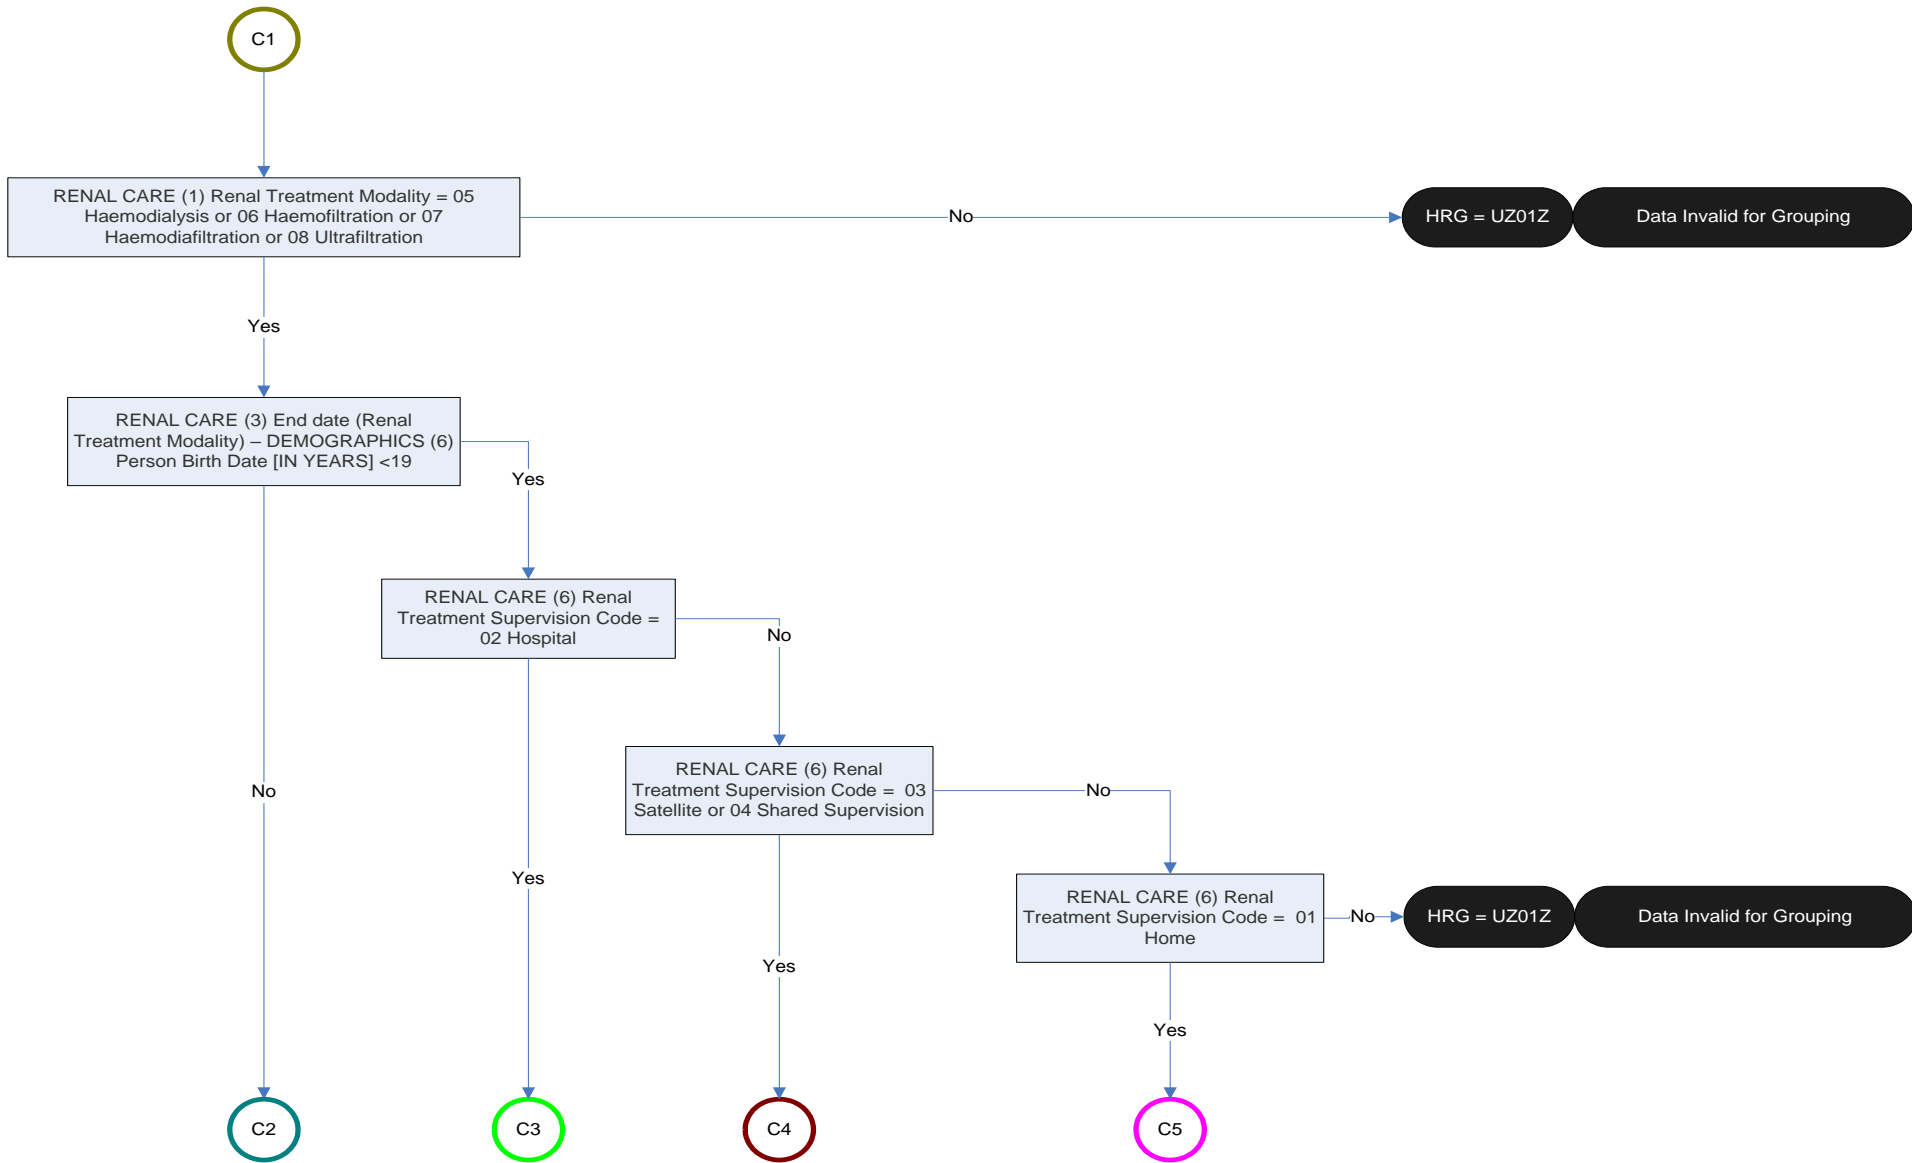 C1
RENAL CARE (1) Renal Treatment Modality = 05
Haemodialysis or 06 Haemofiltration or 07
Haemodiafiltration or 08 Ultrafiltration
No
HRG = UZ01Z
Data Invalid for Grouping
Yes
RENAL CARE (3) End date (Renal
Treatment Modality) – DEMOGRAPHICS (6)
Person Birth Date [IN YEARS] <19
Yes
RENAL CARE (6) Renal
Treatment Supervision Code =
02 Hospital
No
RENAL CARE (6) Renal
Treatment Supervision Code =  03
Satellite or 04 Shared Supervision
No
No
Yes
RENAL CARE (6) Renal
Treatment Supervision Code =  01
Home
No
HRG = UZ01Z
Data Invalid for Grouping
Yes
Yes
C2
C3
C4
C5